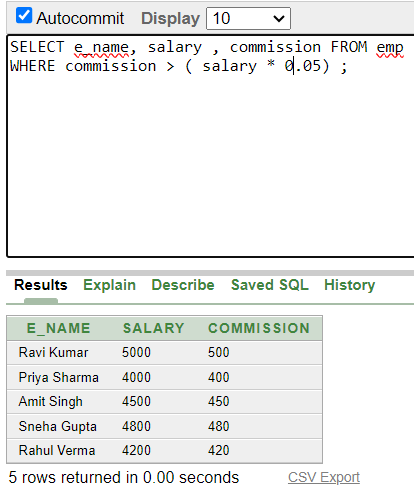 Autocommit Display 10
SELECT e_name, salary , commission FROM emp
WHERE commission > ( salary * 0.05) ;
Results Explain Describe Saved SQL History
E_NAME SALARY COMMISSION
Ravi Kumar 5000 500
Priya Sharma 4000 400
Amit Singh 4500 450
Sneha Gupta 4800 480
Rahul Verma 4200 420
5 rows returned in 0.00 seconds CSV Export